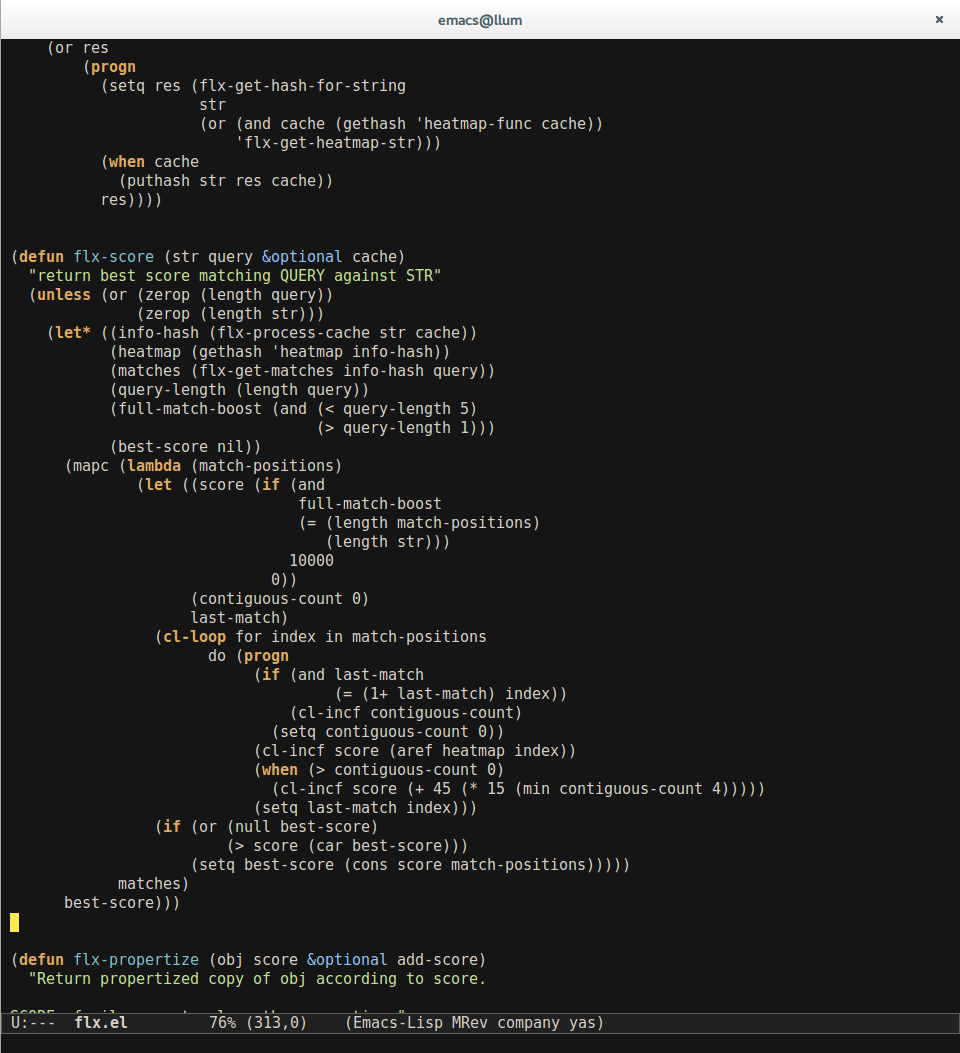 emacs@llum
×
    (or res
        (progn
          (setq res (flx-get-hash-for-string
                     str
                     (or (and cache (gethash 'heatmap-func cache))
                         'flx-get-heatmap-str)))
          (when cache
            (puthash str res cache))
          res))))
(defun flx-score (str query &optional cache)
  "return best score matching QUERY against STR"
  (unless (or (zerop (length query))
              (zerop (length str)))
    (let* ((info-hash (flx-process-cache str cache))
           (heatmap (gethash 'heatmap info-hash))
           (matches (flx-get-matches info-hash query))
           (query-length (length query))
           (full-match-boost (and (< query-length 5)
                                  (> query-length 1)))
           (best-score nil))
      (mapc (lambda (match-positions)
              (let ((score (if (and
                                full-match-boost
                                (= (length match-positions)
                                   (length str)))
                               10000
                             0))
                    (contiguous-count 0)
                    last-match)
                (cl-loop for index in match-positions
                      do (progn
                           (if (and last-match
                                    (= (1+ last-match) index))
                               (cl-incf contiguous-count)
                             (setq contiguous-count 0))
                           (cl-incf score (aref heatmap index))
                           (when (> contiguous-count 0)
                             (cl-incf score (+ 45 (* 15 (min contiguous-count 4)))))
                           (setq last-match index)))
                (if (or (null best-score)
                        (> score (car best-score)))
                    (setq best-score (cons score match-positions)))))
            matches)
      best-score)))
(defun flx-propertize (obj score &optional add-score)
  "Return propertized copy of obj according to score.
U:---  flx.el         76% (313,0)    (Emacs-Lisp MRev company yas)